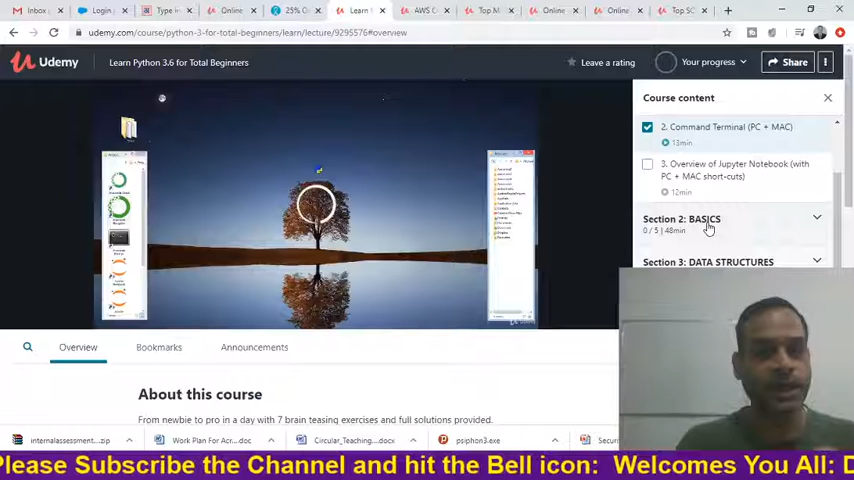 Inbox
Login
Type in
Online
25% O
Learn
AWS C
Top M
Online
Online
Top SC
udemy.com/course/python-3-for-total-beginners/learn/lecture/9295576#overview
Udemy
Learn Python 3.6 for Total Beginners
Leave a rating
Your progress
Share
Course content
2. Command Terminal (PC + MAC)
13min
3. Overview of Jupyter Notebook (with
PC + MAC short-cuts)
12min
Section 2: BASICS
0 / 5 | 48min
Section 3: DATA STRUCTURES
Udemy
Overview
Bookmarks
Announcements
About this course
From newbie to pro in a day with 7 brain teasing exercises and full solutions provided.
internalassessment....zip
Work Plan For Acr....doc
Circular_Teaching....docx
psiphon3.exe
Secur
Please Subscribe the Channel and hit the Bell icon: Welcomes You All: D